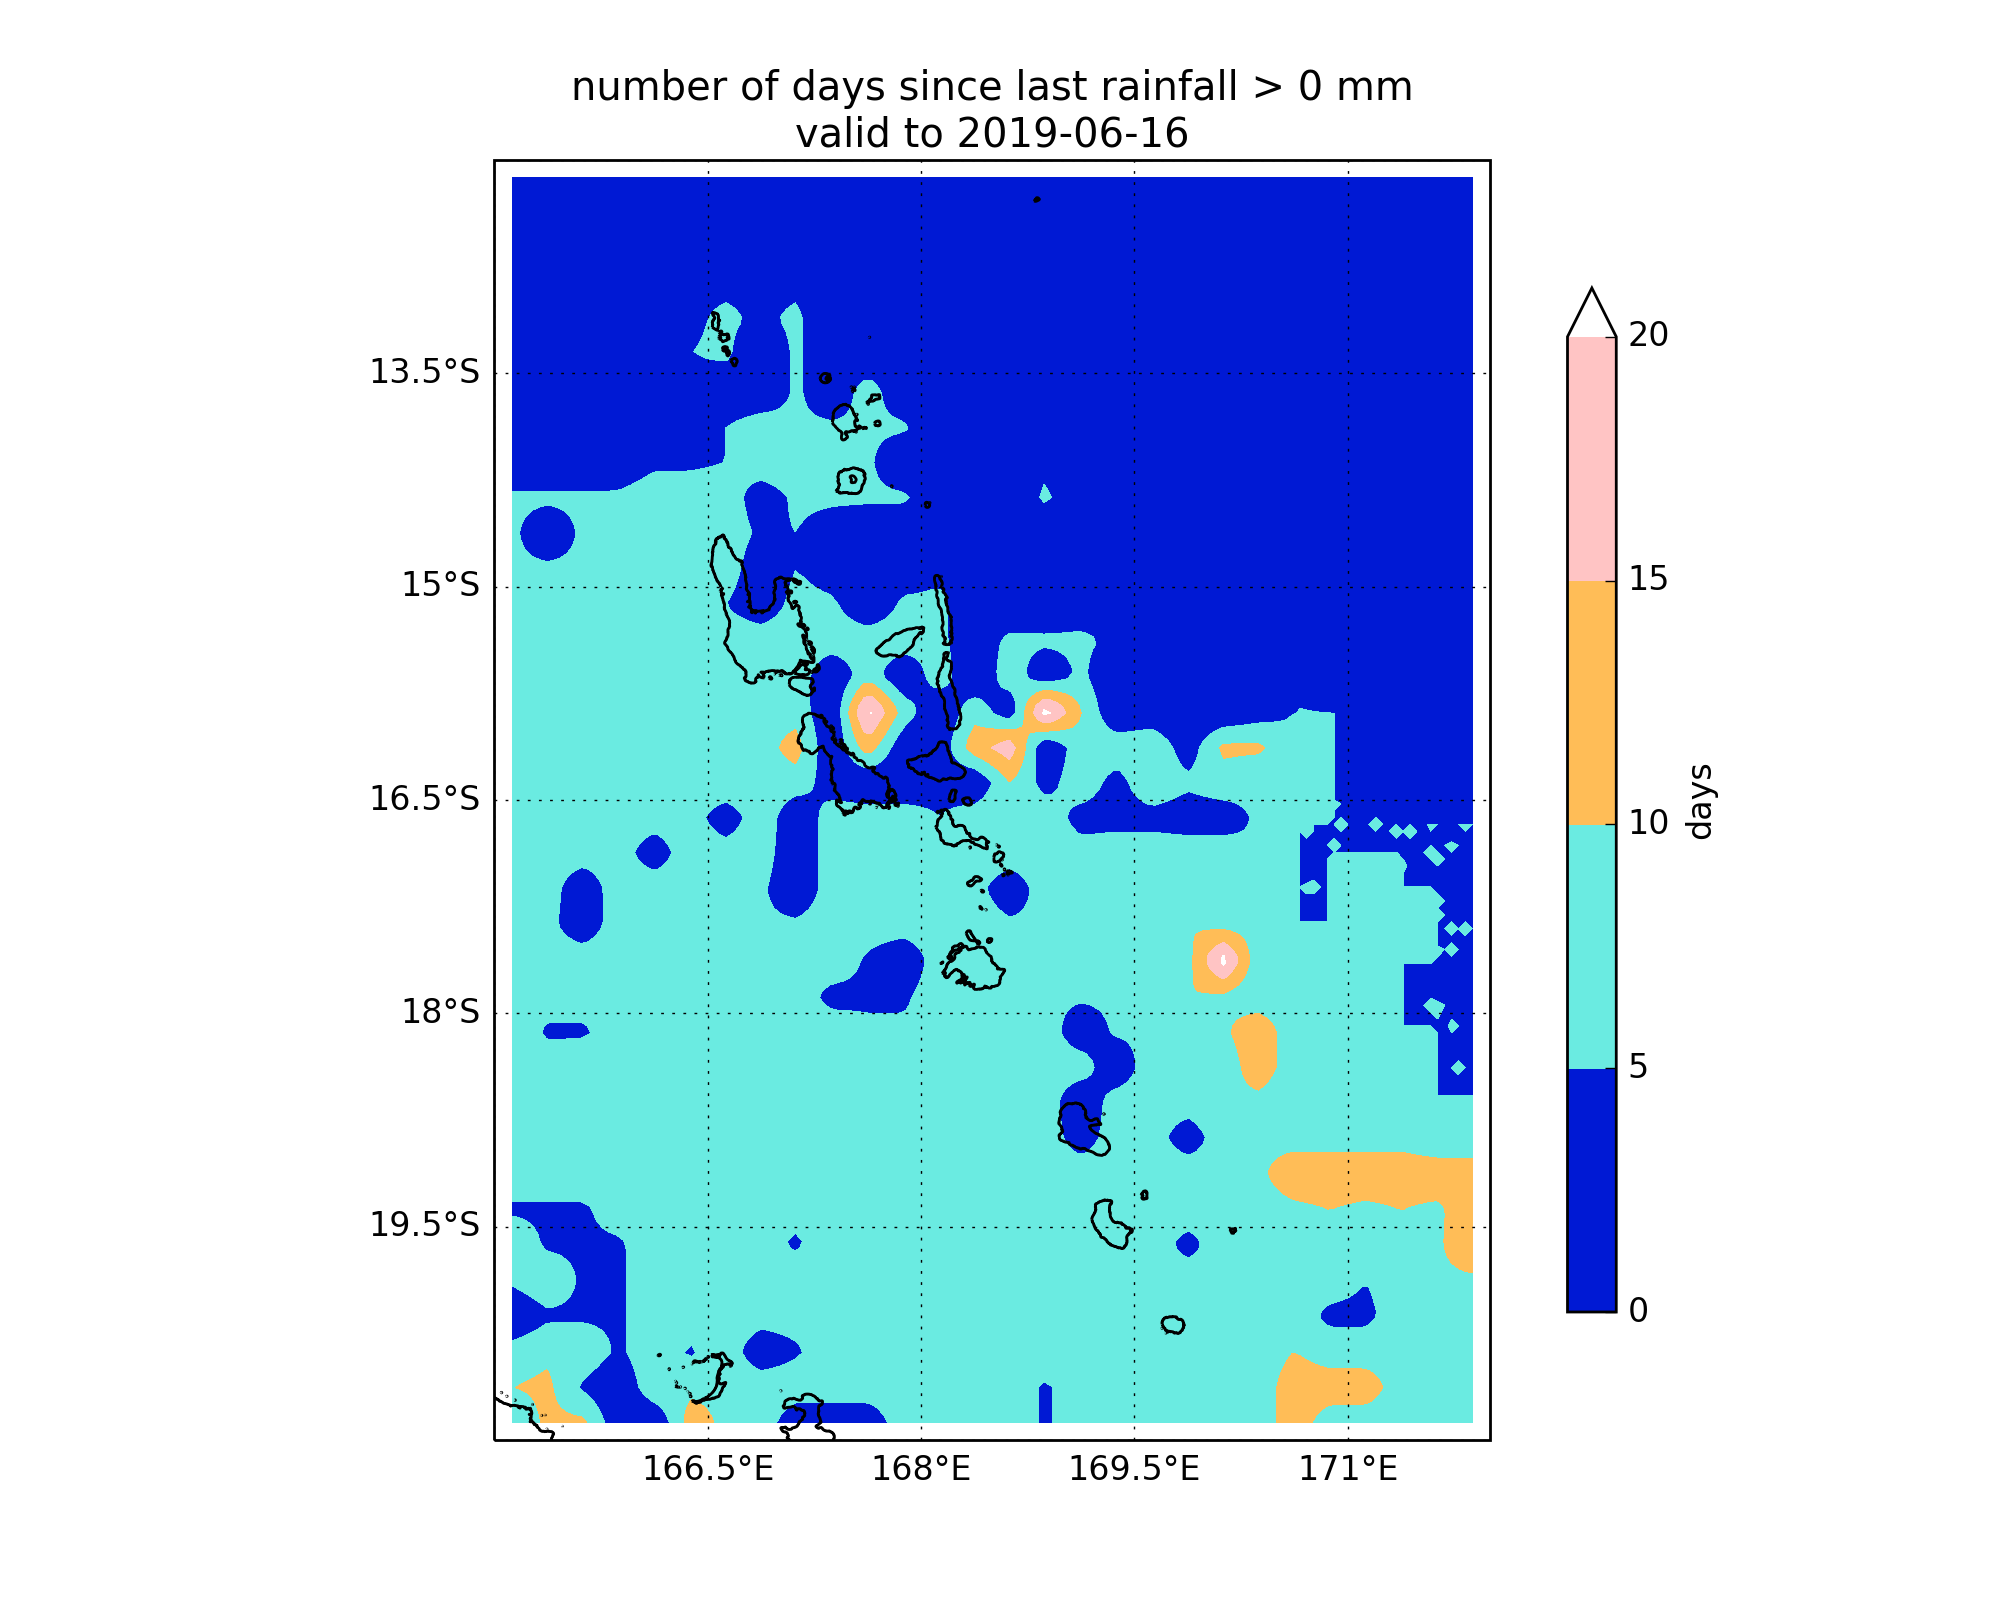 number of days since last rainfall > 0 mm
valid to 2019-06-16
13.5°S
15°S
16.5°S
18°S
19.5°S
166.5°E
168°E
169.5°E
171°E
20
15
10
5
0
days